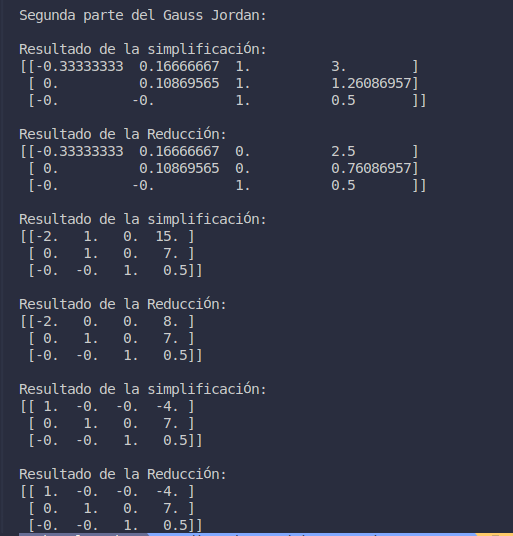 Segunda parte del Gauss Jordan:
Resultado de la simplificación:
[[-0.33333333  0.16666667  1.          3.        ]
 [ 0.          0.10869565  1.          1.26086957]
 [-0.         -0.          1.          0.5       ]]
Resultado de la Reducción:
[[-0.33333333  0.16666667  0.          2.5       ]
 [ 0.          0.10869565  0.          0.76086957]
 [-0.         -0.          1.          0.5       ]]
Resultado de la simplificación:
[[-2.   1.   0.  15. ]
 [ 0.   1.   0.   7. ]
 [-0.  -0.   1.   0.5]]
Resultado de la Reducción:
[[-2.   0.   0.   8. ]
 [ 0.   1.   0.   7. ]
 [-0.  -0.   1.   0.5]]
Resultado de la simplificación:
[[ 1.  -0.  -0.  -4. ]
 [ 0.   1.   0.   7. ]
 [-0.  -0.   1.   0.5]]
Resultado de la Reducción:
[[ 1.  -0.  -0.  -4. ]
 [ 0.   1.   0.   7. ]
 [-0.  -0.   1.   0.5]]